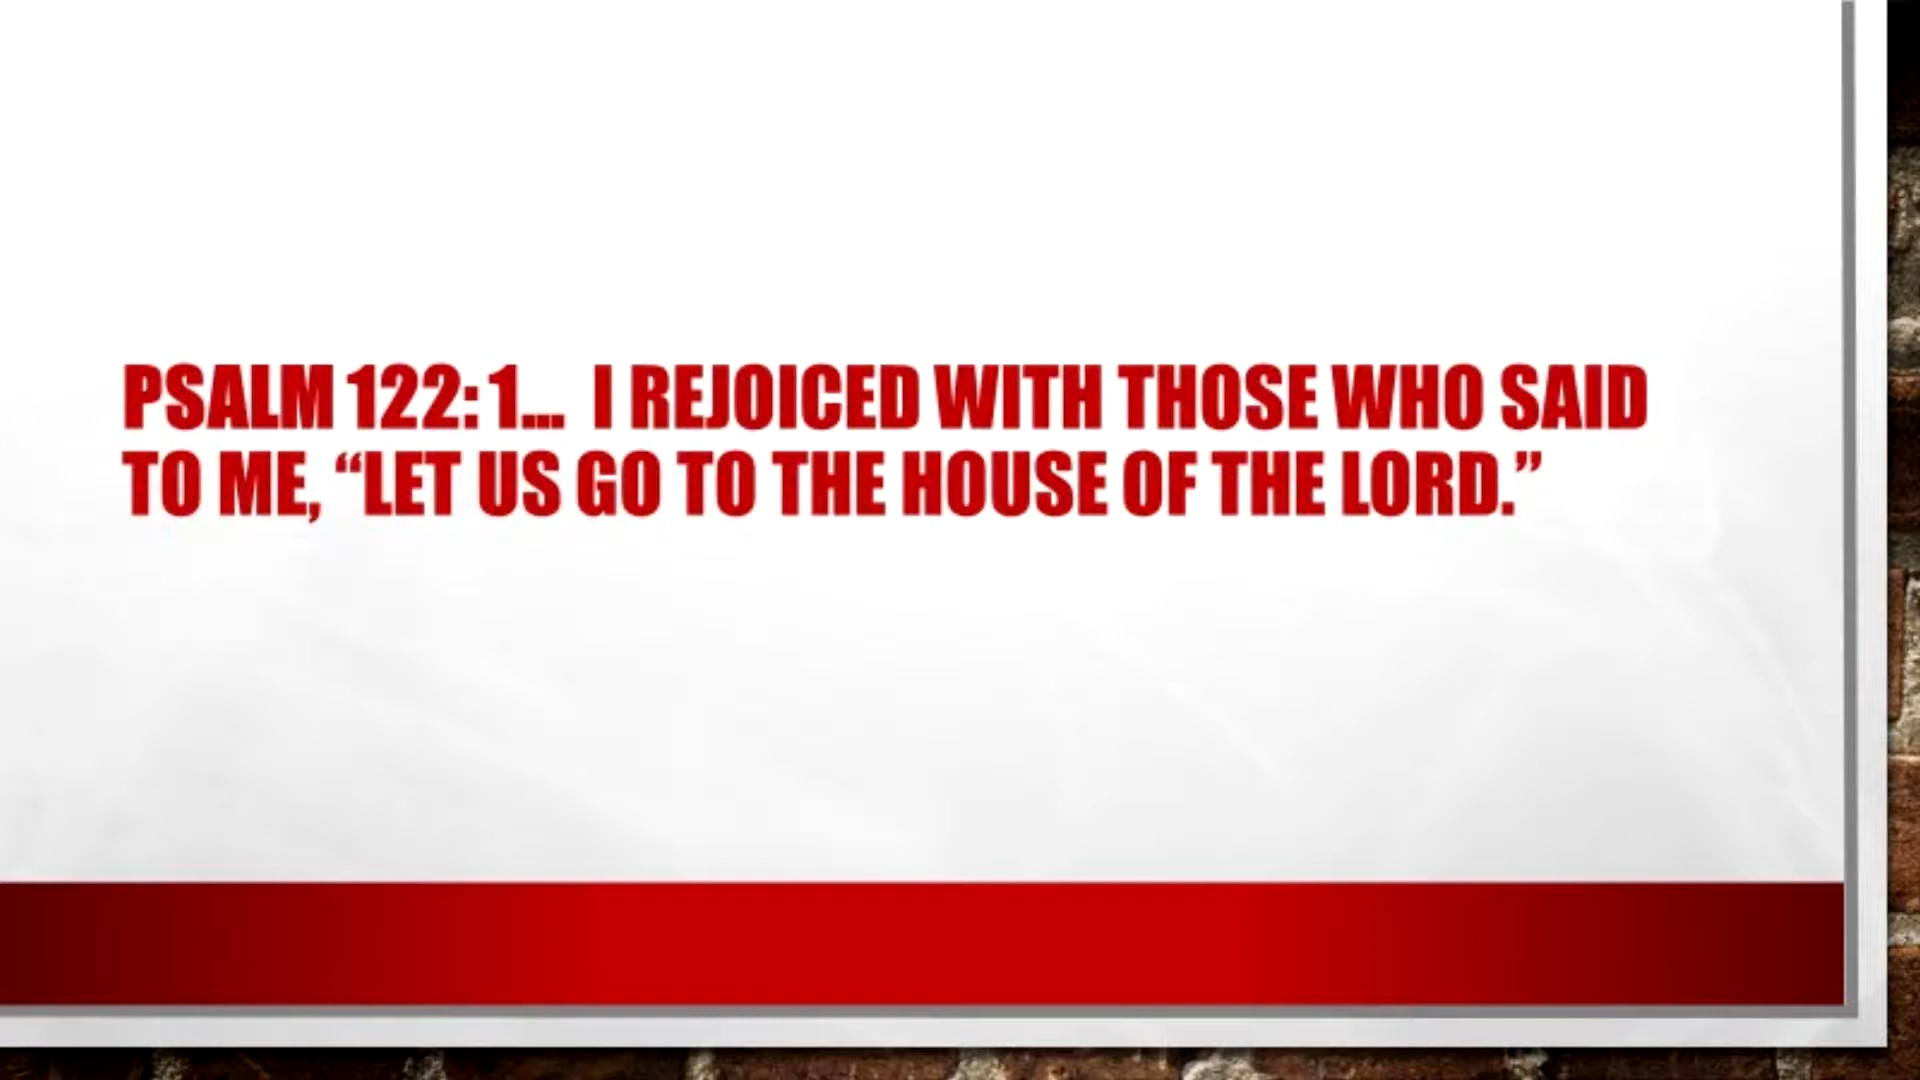 PSALM 122:1... I REJOICED WITH THOSE WHO SAID
TO ME, “LET US GO TO THE HOUSE OF THE LORD.”